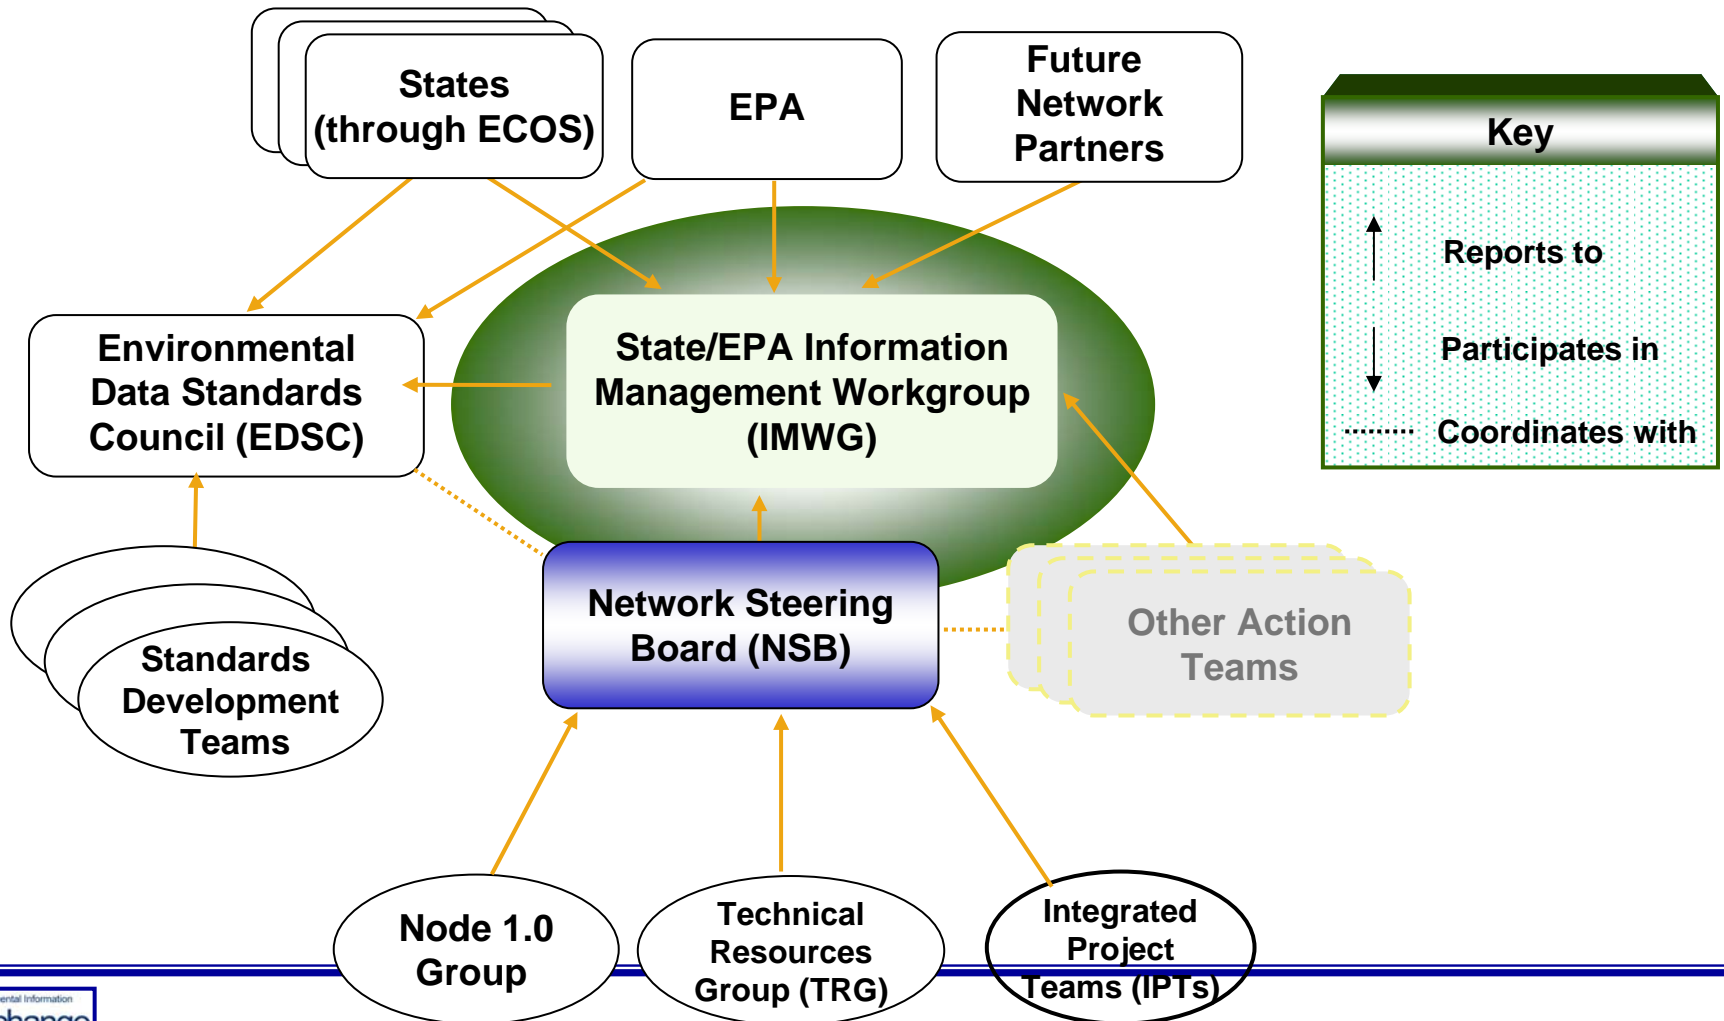 States
(through ECOS)
EPA
Future
Network
Partners
Key
Reports to
Participates in
Coordinates with
Environmental
Data Standards
Council (EDSC)
State/EPA Information
Management Workgroup
(IMWG)
Network Steering
Board (NSB)
Other Action
Teams
Standards
Development
Teams
Node 1.0
Group
Technical
Resources
Group (TRG)
Integrated
Project
Teams (IPTs)
Information